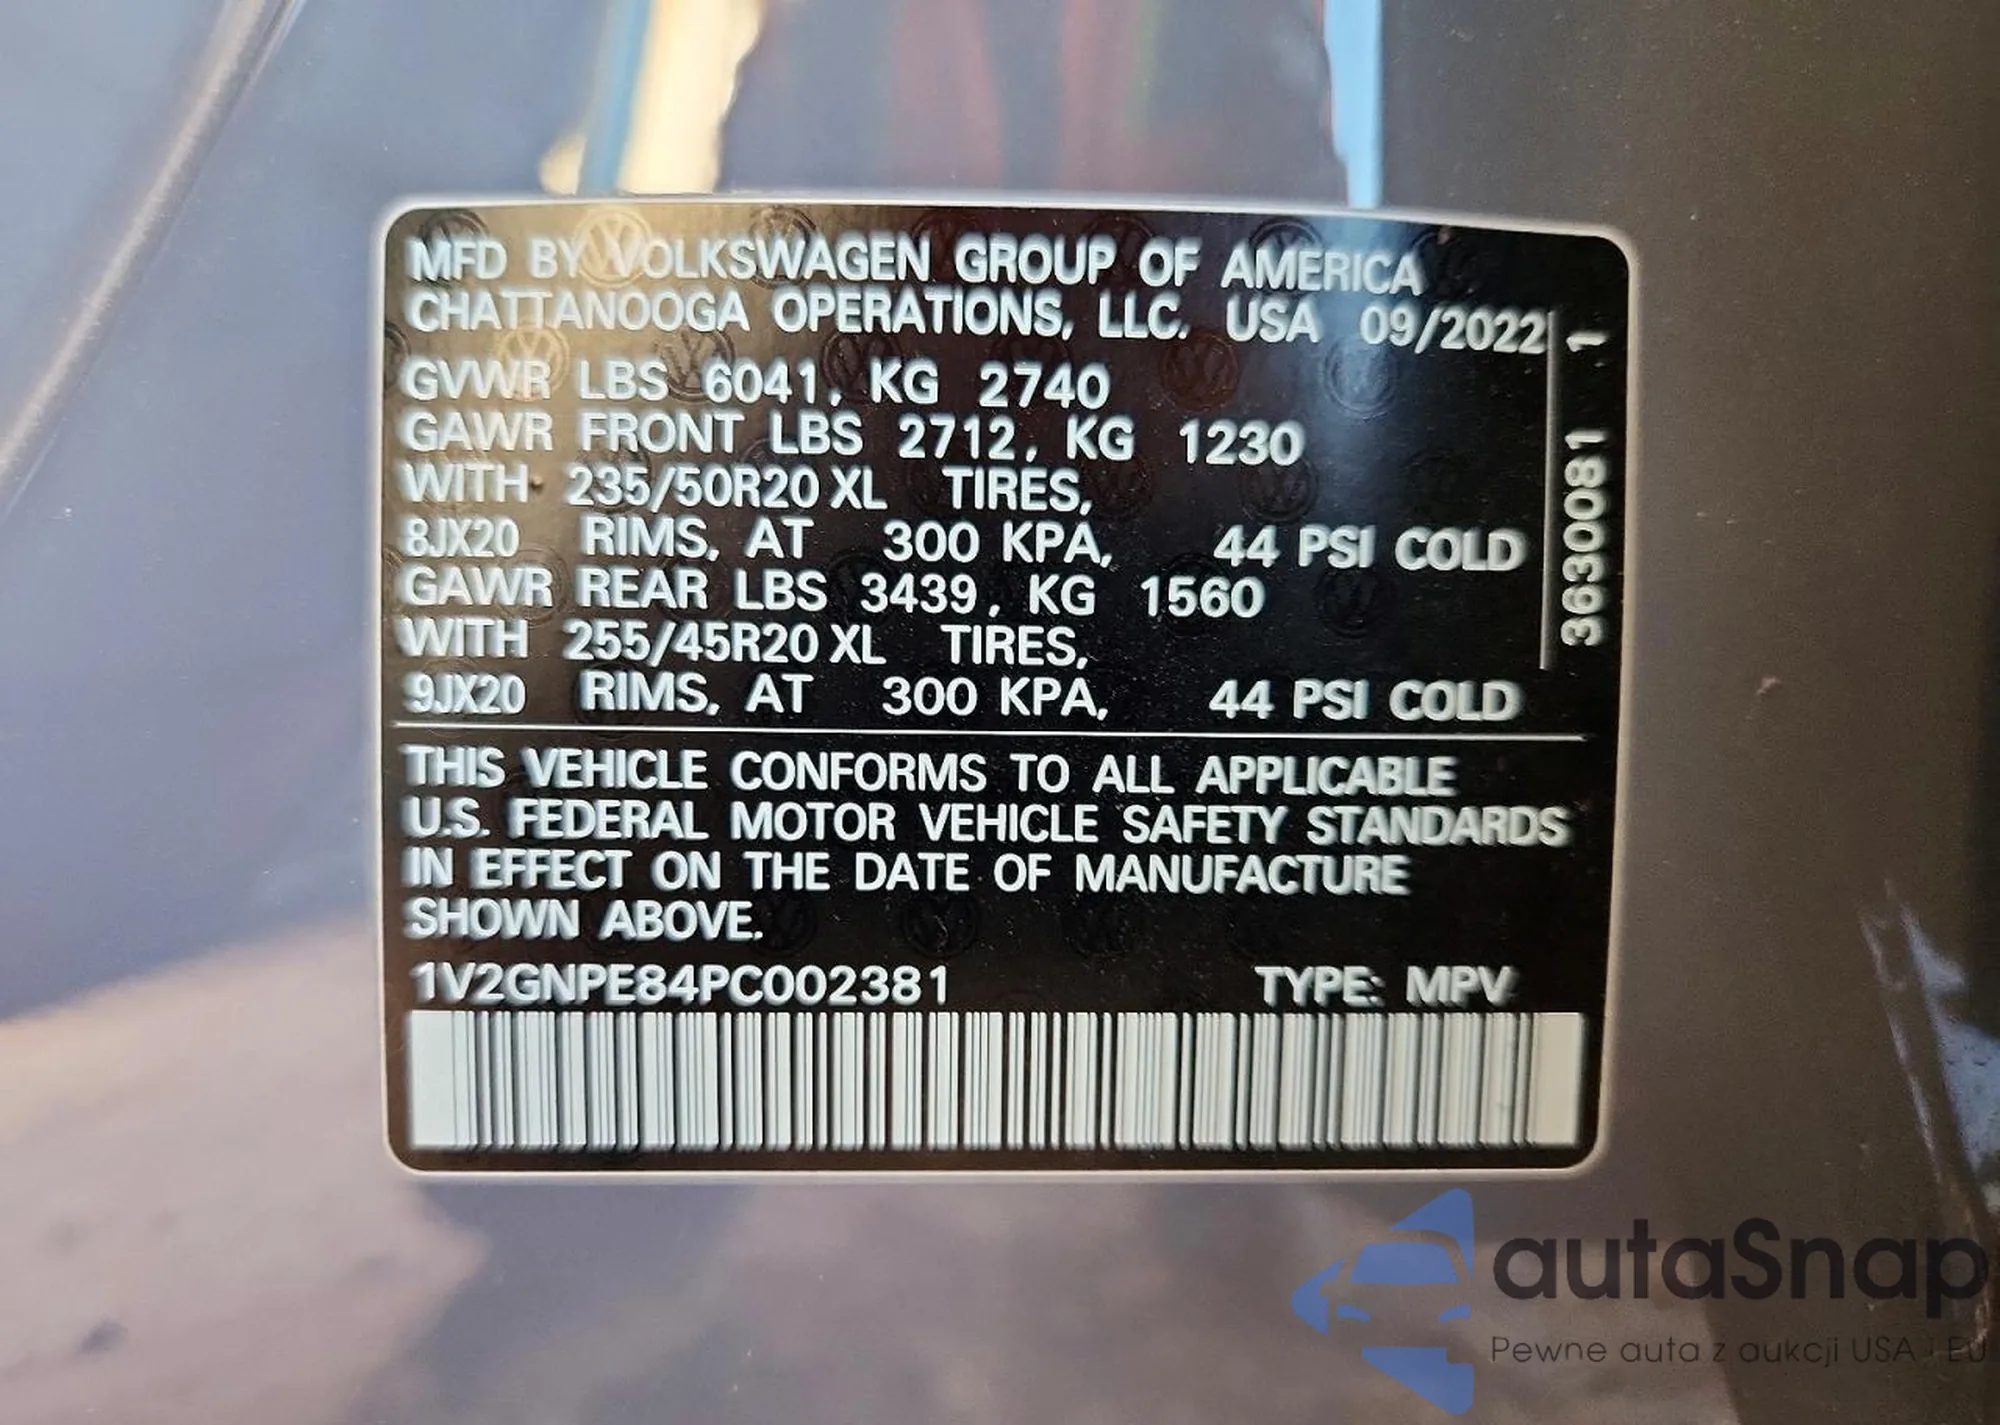 MFD BY VOLKSWAGEN GROUP OF AMERICA
CHATTANOOGA OPERATIONS, LLC. USA 09/2022
GVWR LBS 6041, KG 2740
GAWR FRONT LBS 2712, KG 1230
WITH 235/50R20 XL TIRES,
8JX20 RIMS, AT 300 KPA, 44 PSI COLD
GAWR REAR LBS 3439, KG 1560
WITH 255/45R20 XL TIRES,
9JX20 RIMS, AT 300 KPA, 44 PSI COLD
3630081 1
THIS VEHICLE CONFORMS TO ALL APPLICABLE
U.S. FEDERAL MOTOR VEHICLE SAFETY STANDARDS
IN EFFECT ON THE DATE OF MANUFACTURE
SHOWN ABOVE.
1V2GNPE84PC002381 TYPE: MPV
autaSnap
Pewne auta z aukcji USA i EU